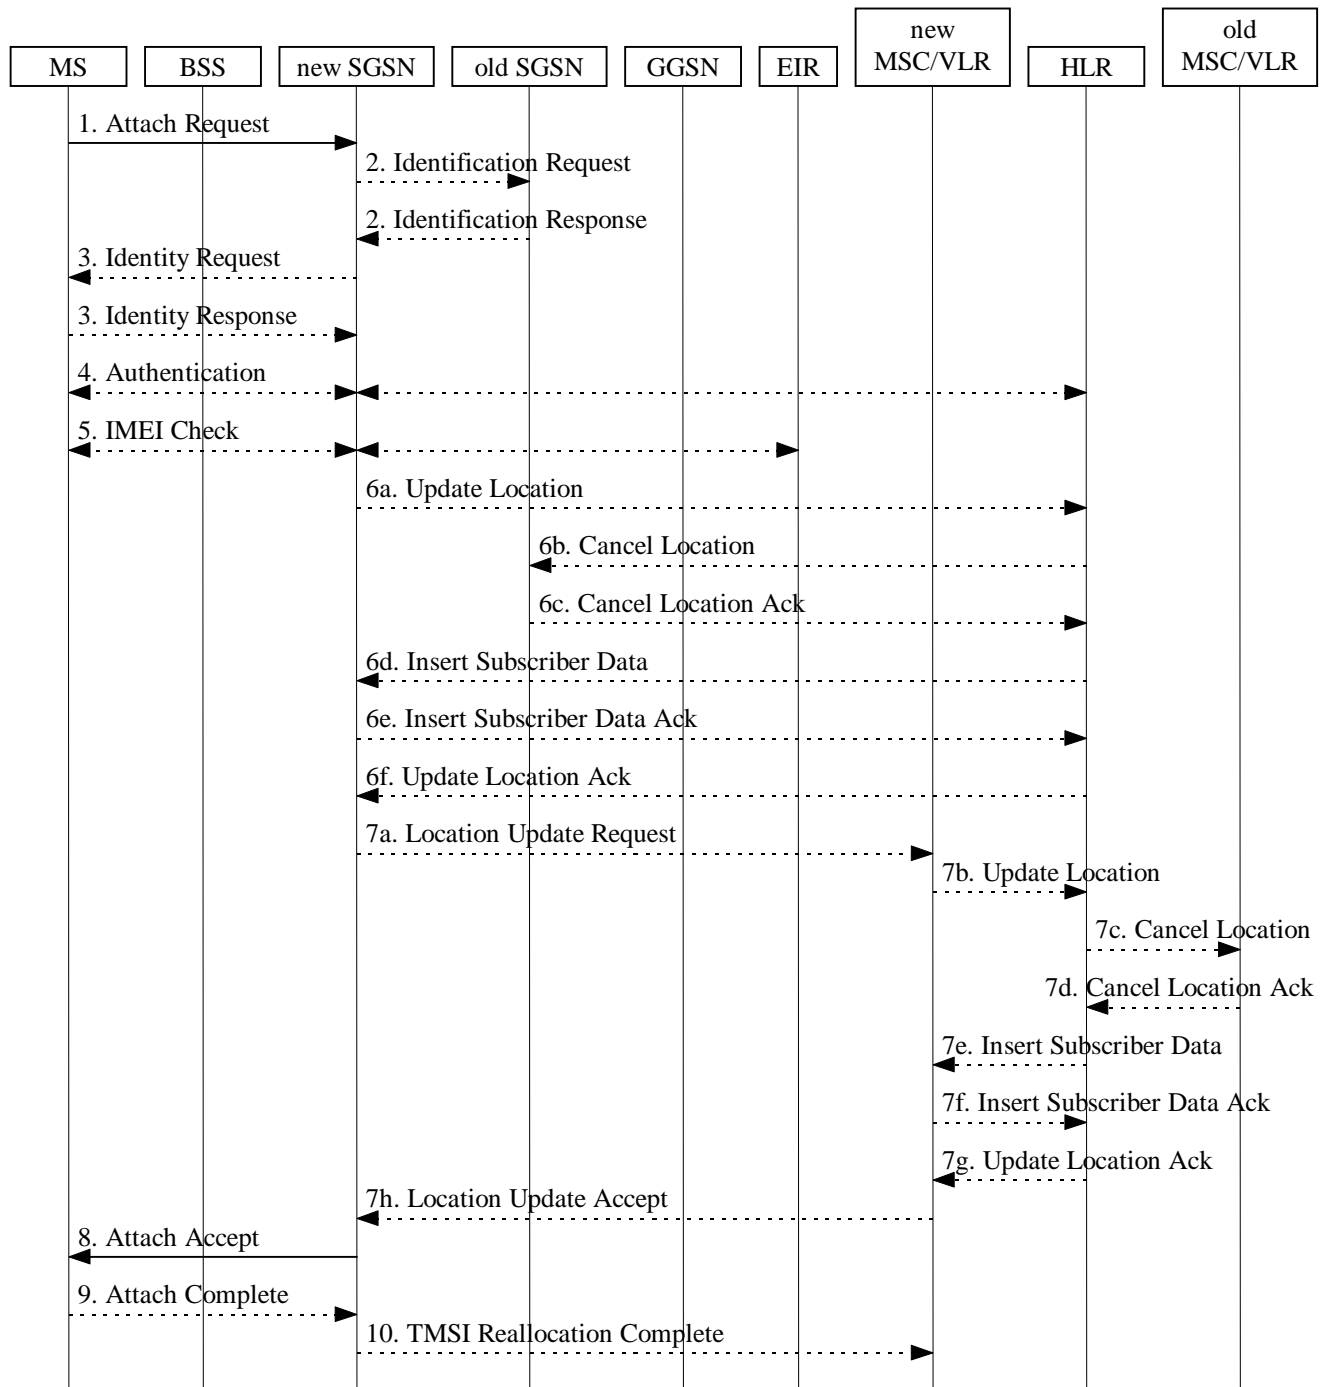 new
old
MS
BSS
new SGSN
old SGSN
GGSN
EIR
MSC/VLR
HLR
MSC/VLR
1. Attach Request
2. Identification Request
2. Identification Response
3. Identity Request
3. Identity Response
4. Authentication
5. IMEI Check
6a. Update Location
6b. Cancel Location
6c. Cancel Location Ack
6d. Insert Subscriber Data
6e. Insert Subscriber Data Ack
6f. Update Location Ack
7a. Location Update Request
7b. Update Location
7c. Cancel Location
7d. Cancel Location Ack
7e. Insert Subscriber Data
7f. Insert Subscriber Data Ack
7g. Update Location Ack
7h. Location Update Accept
8. Attach Accept
9. Attach Complete
10. TMSI Reallocation Complete